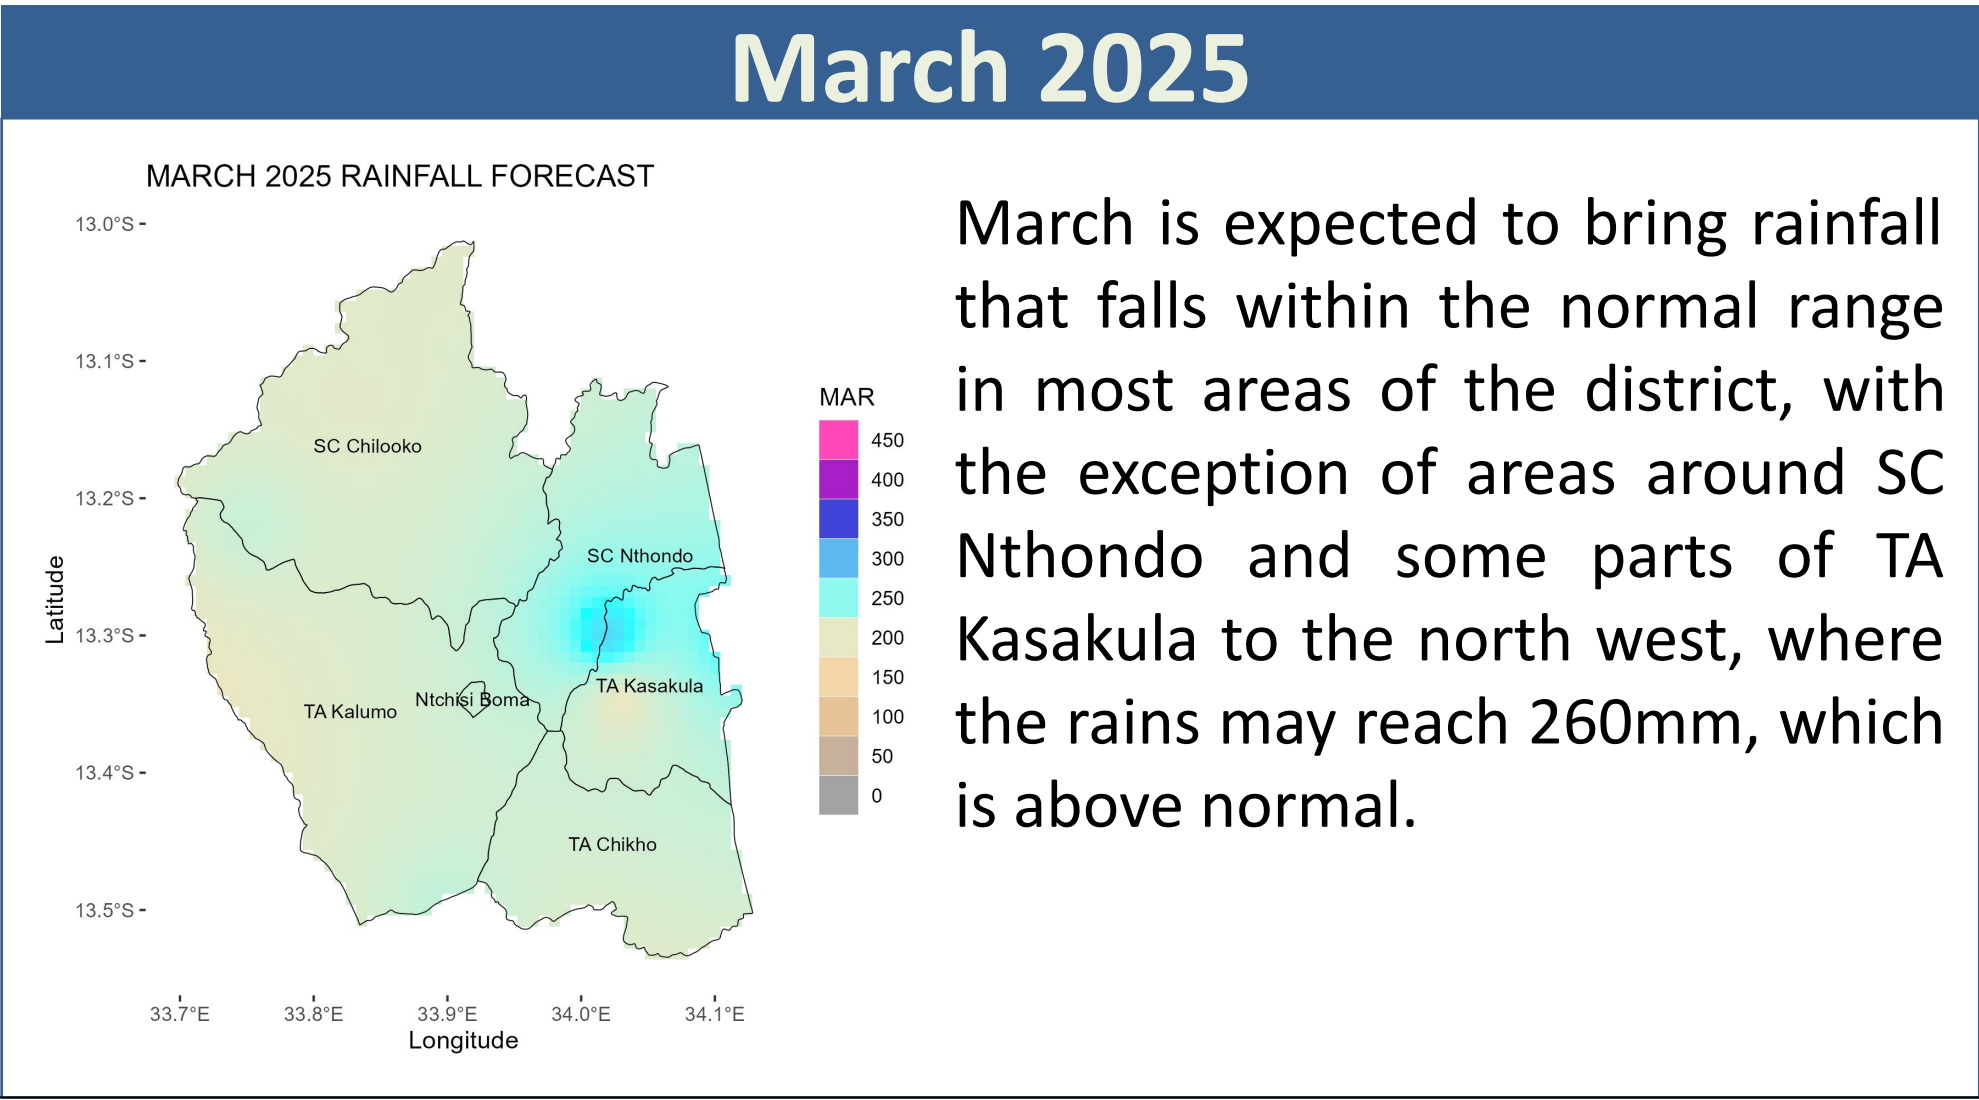 March 2025
MARCH 2025 RAINFALL FORECAST
13.0°S
13.1°S
13.2°S
13.3°S
13.4°S
13.5°S
Latitude
SC Chilooko
SC Nthondo
TA Kasakula
Ntchisi Boma
TA Kalumo
TA Chikho
33.7°E
33.8°E
33.9°E
34.0°E
34.1°E
Longitude
MAR
450
400
350
300
250
200
150
100
50
0
March is expected to bring rainfall
that falls within the normal range
in most areas of the district, with
the exception of areas around SC
Nthondo and some parts of TA
Kasakula to the north west, where
the rains may reach 260mm, which
is above normal.